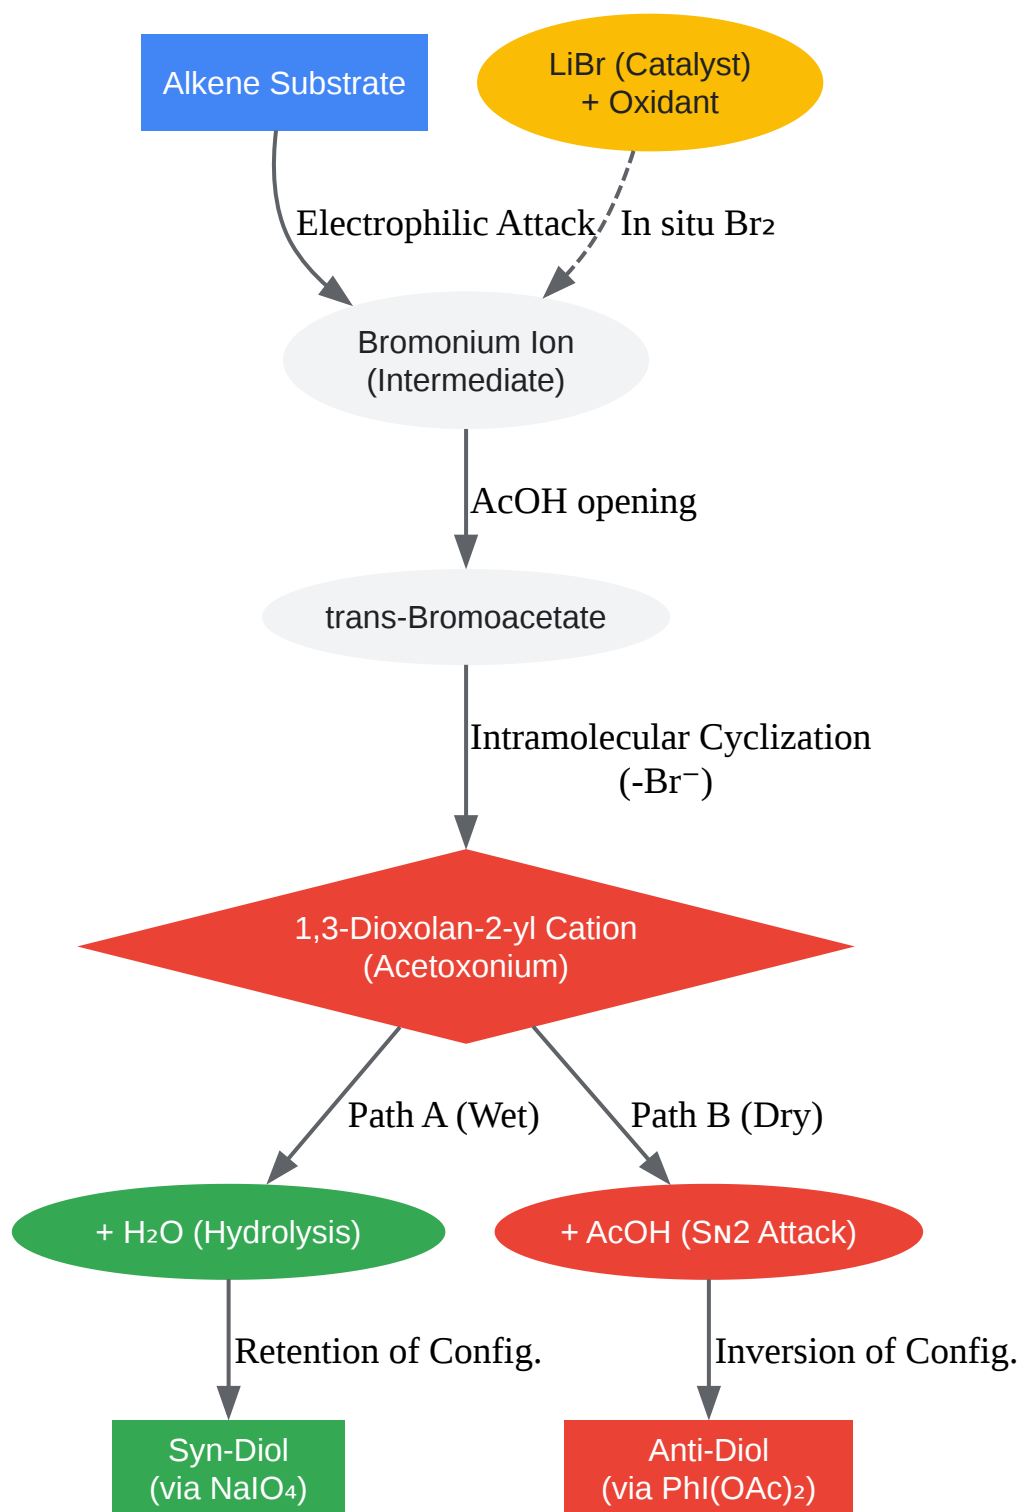 Alkene Substrate
LiBr (Catalyst)
+ Oxidant
Electrophilic Attack
In situ Br₂
Bromonium Ion
(Intermediate)
AcOH opening
trans-Bromoacetate
Intramolecular Cyclization
(-Br⁻)
1,3-Dioxolan-2-yl Cation
(Acetoxonium)
Path A (Wet)
Path B (Dry)
+ H₂O (Hydrolysis)
+ AcOH (Sɴ2 Attack)
Retention of Config.
Inversion of Config.
Syn-Diol
(via NaIO₄)
Anti-Diol
(via PhI(OAc)₂)